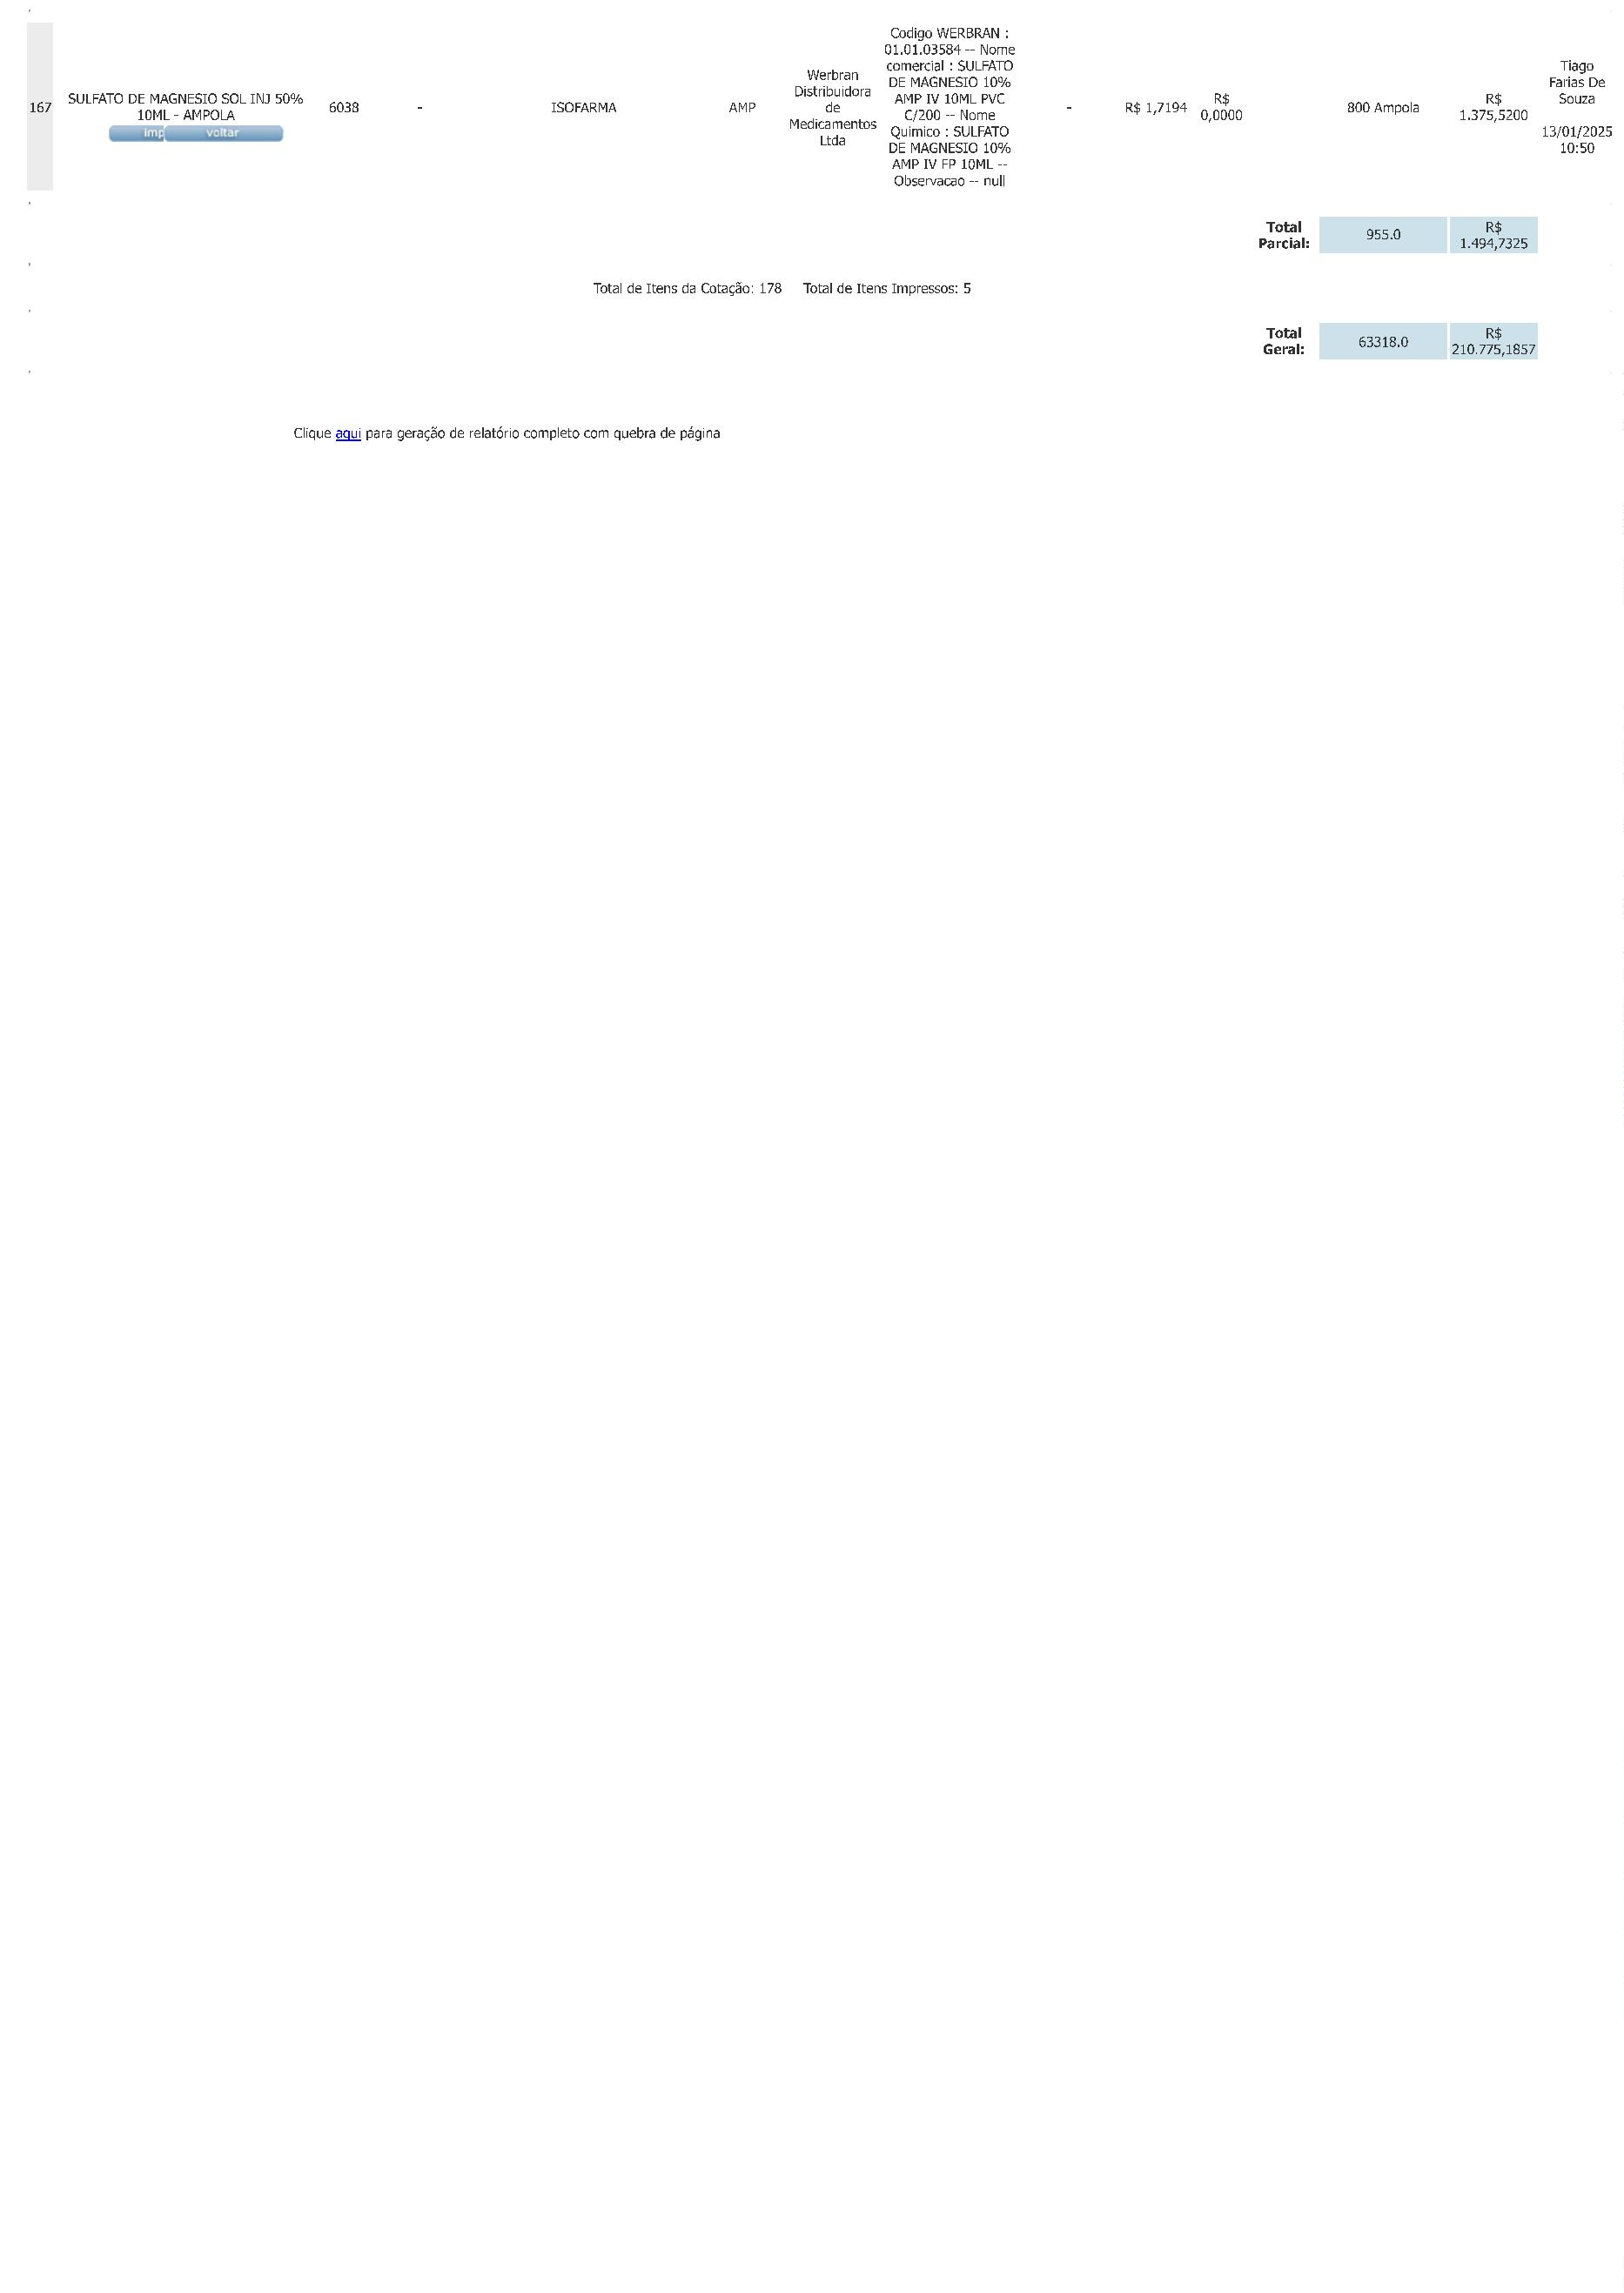 167
SULFATO DE MAGNESIO SOL INJ 50%
10ML - AMPOLA
voltar
6038
-
ISOFARMA
AMP
Werbran
Distribuidora
de
Medicamentos
Ltda
Codigo WERBRAN :
01.01.03584 -- Nome
comercial : SULFATO
DE MAGNESIO 10%
AMP IV 10ML PVC
C/200 -- Nome
Quimico : SULFATO
DE MAGNESIO 10%
AMP IV FP 10ML --
Observacao -- null
-
R$ 1,7194
R$
0,0000
800 Ampola
R$
1.375,5200
Tiago
Farias De
Souza
13/01/2025
10:50
Total
Parcial:
955.0
R$
1.494,7325
Total de Itens da Cotação: 178 Total de Itens Impressos: 5
Total
Geral:
63318.0
R$
210.775,1857
Clique aqui para geração de relatório completo com quebra de página